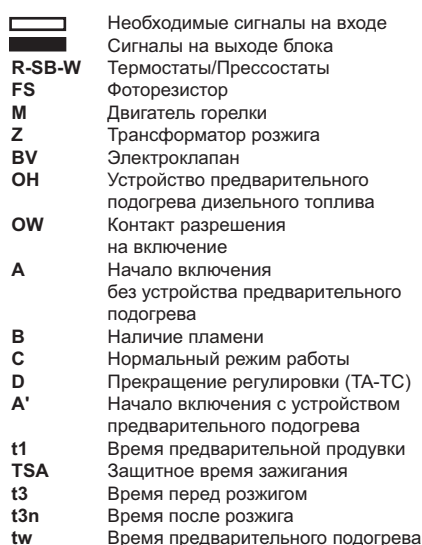 Необходимые сигналы на входе
Сигналы на выходе блока
R-SB-W Термостаты/Прессостаты
FS Фоторезистор
M Двигатель горелки
Z Трансформатор розжига
BV Электроклапан
OH Устройство предварительного
подогрева дизельного топлива
OW Контакт разрешения
на включение
A Начало включения
без устройства предварительного
подогрева
B Наличие пламени
C Нормальный режим работы
D Прекращение регулировки (TA-TC)
A' Начало включения с устройством
предварительного подогрева
t1 Время предварительной продувки
TSA Защитное время зажигания
t3 Время перед розжигом
t3n Время после розжига
tw Время предварительного подогрева